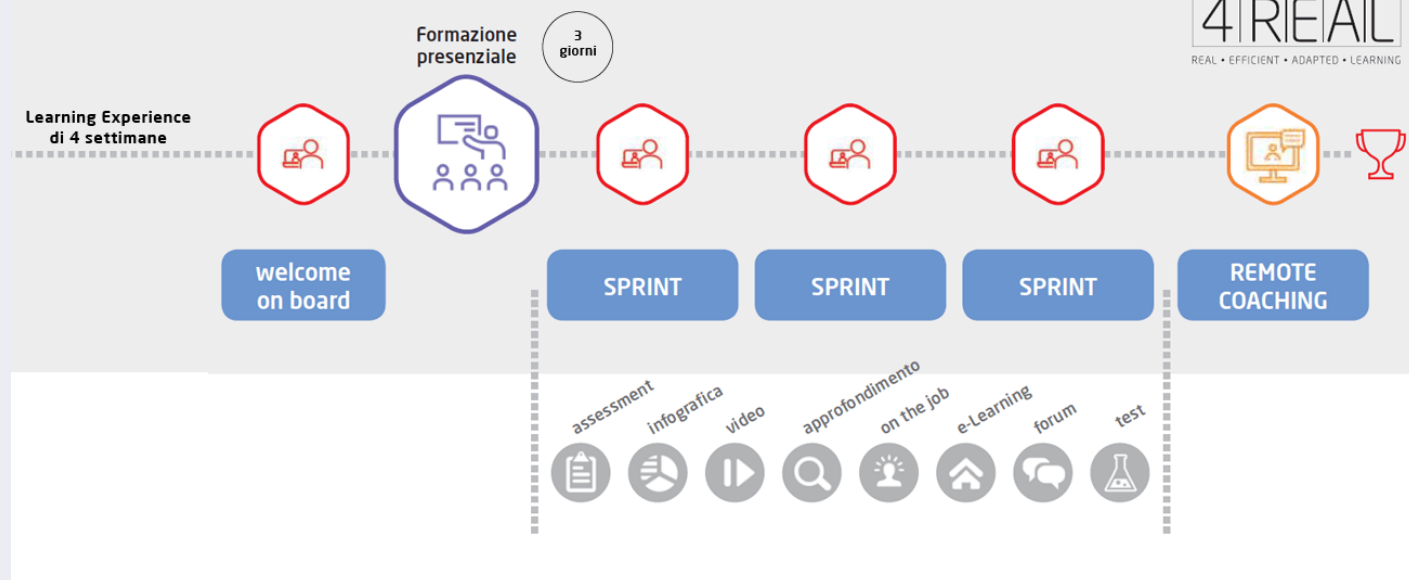 4REAL
REAL • EFFICIENT • ADAPTED • LEARNING
Formazione
presenziale
3
giorni
Learning Experience
di 4 settimane
welcome
on board
SPRINT
SPRINT
SPRINT
REMOTE
COACHING
assessment
infografica
video
approfondimento
on the job
e-Learning
forum
test